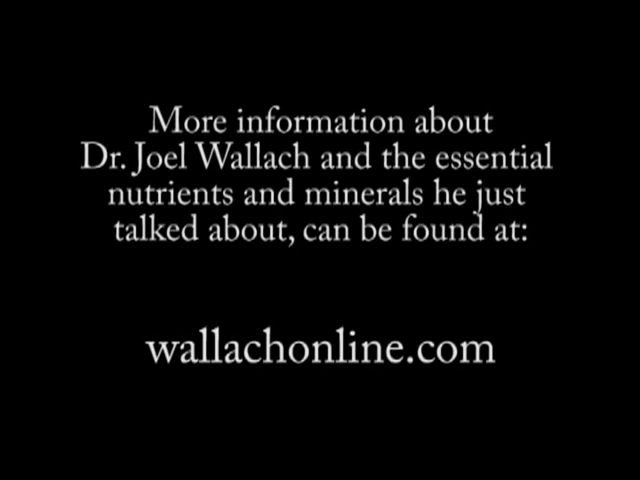 More information about
Dr. Joel Wallach and the essential
nutrients and minerals he just
talked about, can be found at:
wallachonline.com